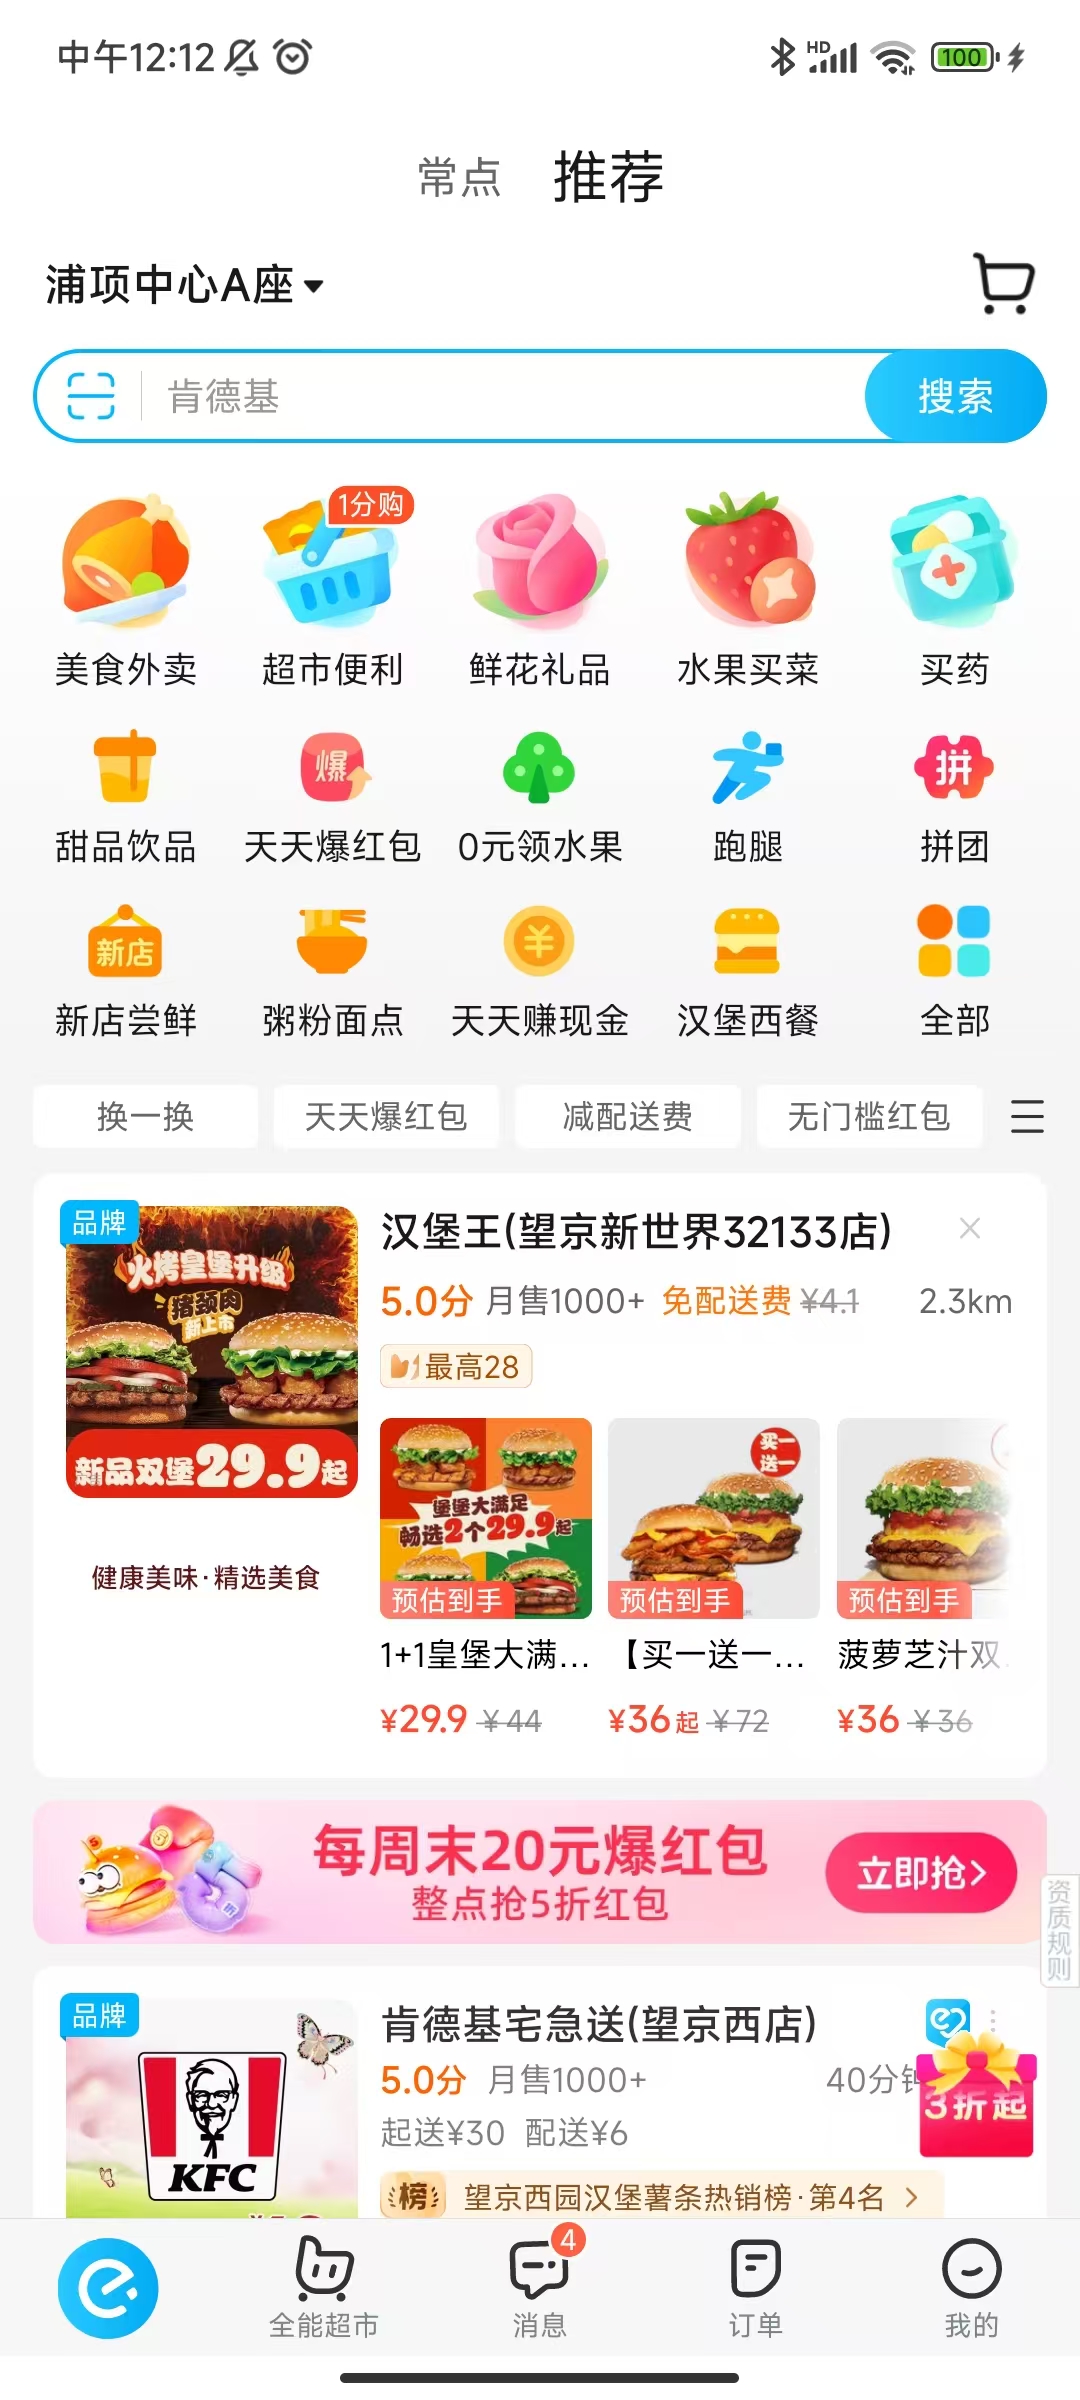 中午12:12
HD
100
常点 推荐
浦项中心A座
肯德基 搜索
1分购
美食外卖 超市便利 鲜花礼品 水果买菜 买药
爆 拼
甜品饮品 天天爆红包 0元领水果 跑腿 拼团
新店 ¥
新店尝鲜 粥粉面点 天天赚现金 汉堡西餐 全部
换一换 天天爆红包 减配送费 无门槛红包
品牌
火烤皇堡升级
猪颈肉
新上市
新品双堡29.9起
健康美味·精选美食
汉堡王(望京新世界32133店)
5.0分 月售1000+ 免配送费 ¥4.1 2.3km
最高28
堡堡大满足
畅选2个29.9起
预估到手
买一
送一
预估到手
预估到手
1+1皇堡大满... 【买一送一... 菠萝芝汁双
¥29.9 ¥44 ¥36起 ¥72 ¥36 ¥36
每周末20元爆红包
整点抢5折红包
立即抢
资质规则
品牌
KFC
肯德基宅急送(望京西店)
5.0分 月售1000+ 40分钟
起送¥30 配送¥6
3折起
榜 望京西园汉堡薯条热销榜·第4名
4
全能超市 消息 订单 我的